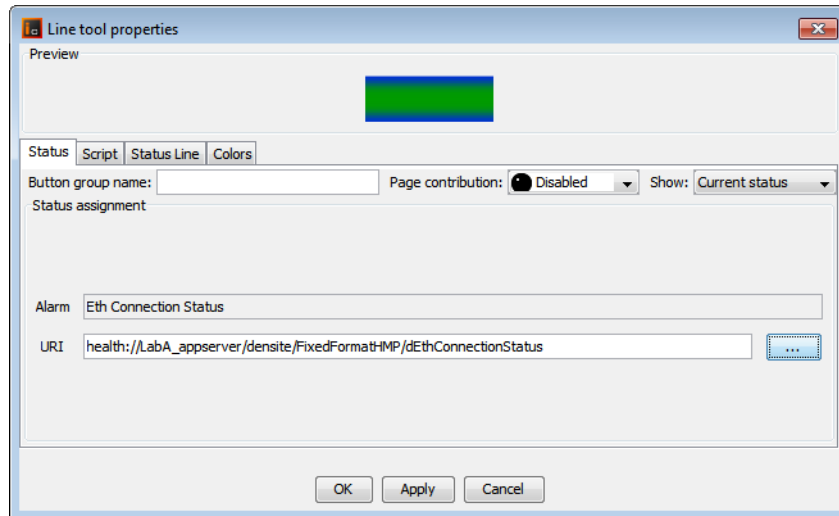 Line tool properties
Preview
Status Script Status Line Colors
Button group name: Page contribution: Disabled Show: Current status
Status assignment
Alarm Eth Connection Status
URI health://LabA_appserver/densite/FixedFormatHMP/dEthConnectionStatus ...
OK Apply Cancel